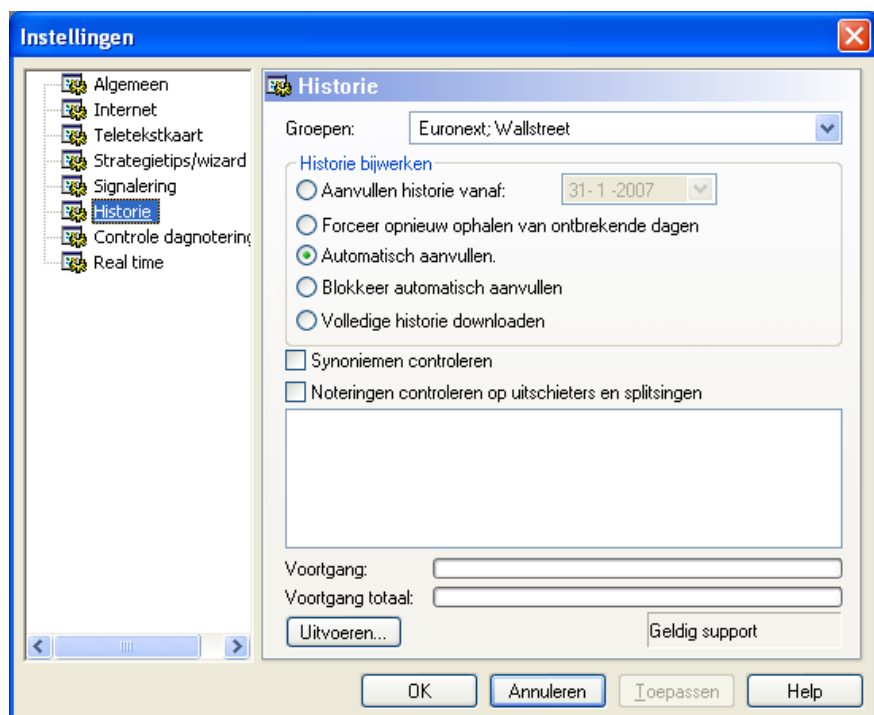 Instellingen
Algemeen
Internet
Teletekstkaart
Strategietips/wizard
Signalering
Historie
Controle dagnotering
Real time
Historie
Groepen: Euronext; Wallstreet
Historie bijwerken
Aanvullen historie vanaf: 31- 1 -2007
Forceer opnieuw ophalen van ontbrekende dagen
Automatisch aanvullen.
Blokkeer automatisch aanvullen
Volledige historie downloaden
Synoniemen controleren
Noteringen controleren op uitschieters en splitsingen
Voortgang:
Voortgang totaal:
Uitvoeren... Geldig support
OK Annuleren Toepassen Help